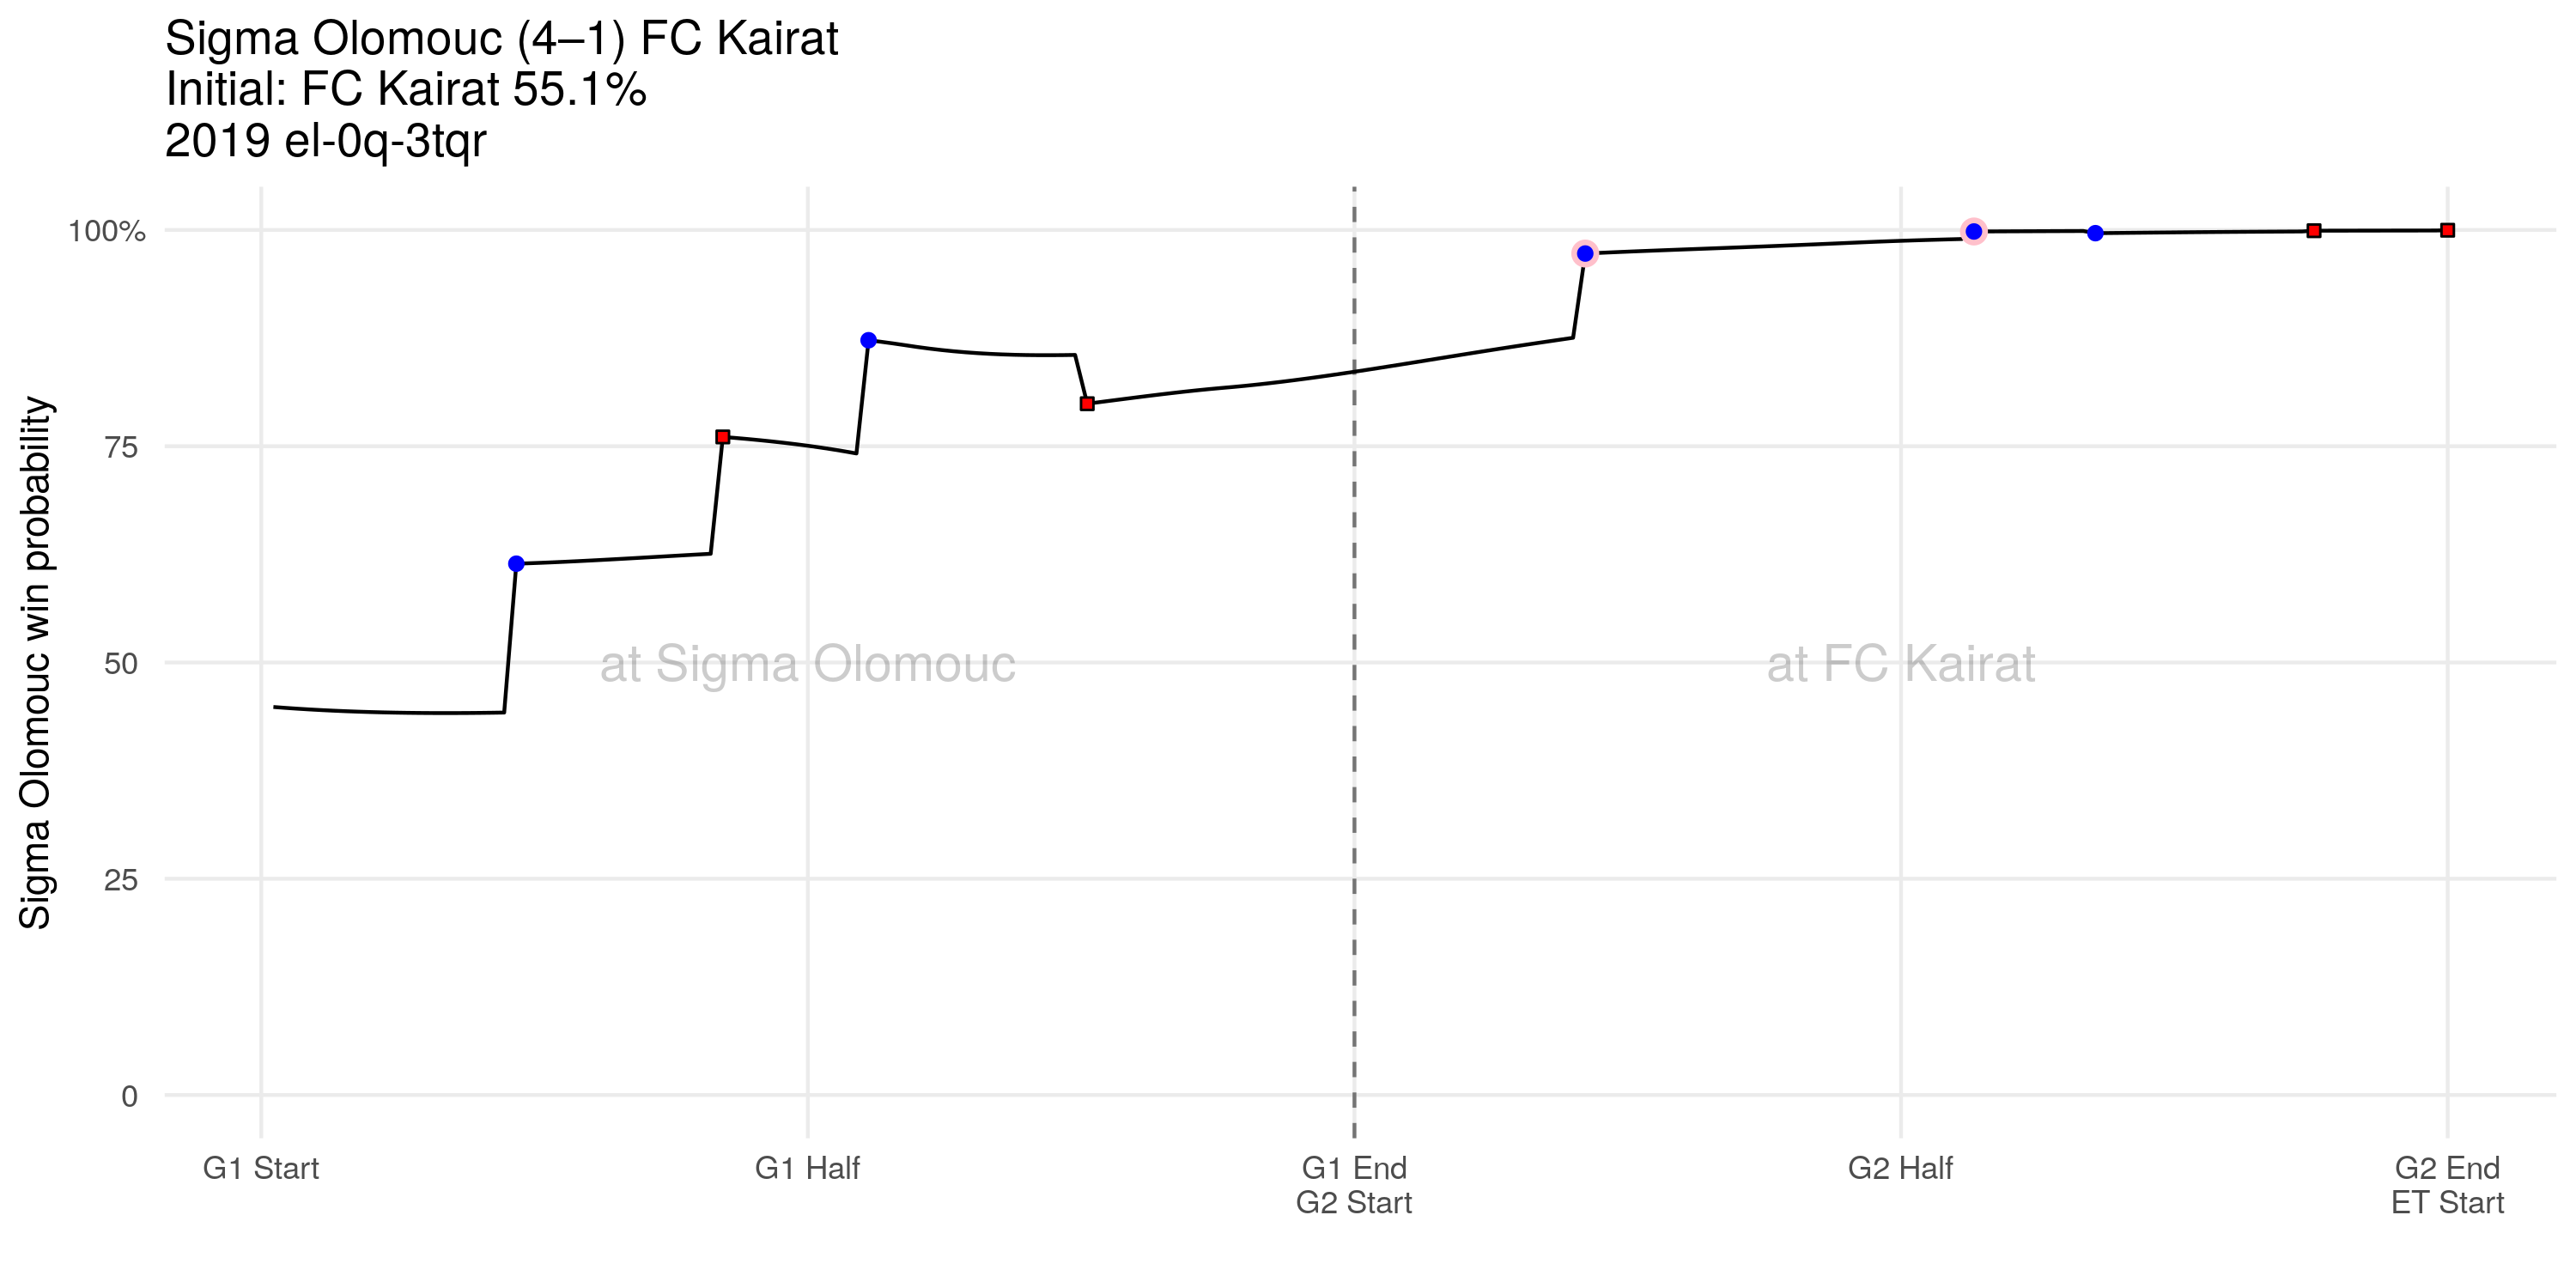 Sigma Olomouc (4–1) FC Kairat
Initial: FC Kairat 55.1%
2019 el-0q-3tqr
Sigma Olomouc win probability
100%
75
50
25
0
at Sigma Olomouc
at FC Kairat
G1 Start
G1 Half
G1 End
G2 Start
G2 Half
G2 End
ET Start